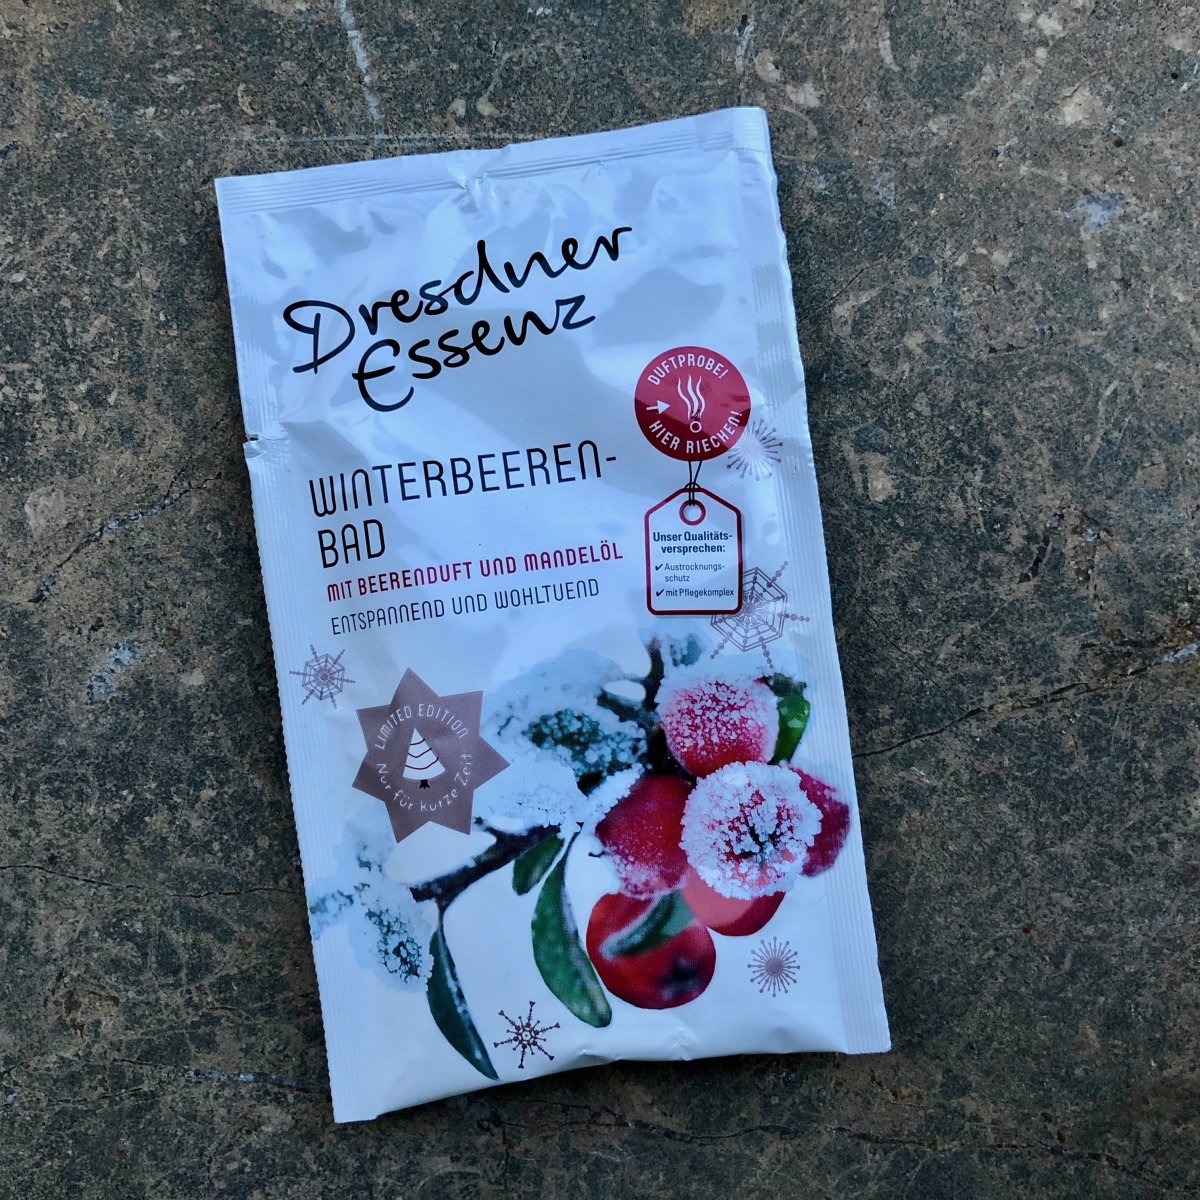 Dresdner
Essenz
DUFTPROBE!
HIER RIECHEN!
WINTERBEEREN-
BAD
MIT BEERENDUFT UND MANDELÖL
ENTSPANNEND UND WOHLTUEND
Unser Qualitäts-
versprechen:
✔ Austrocknungs-
schutz
✔ mit Pflegekomplex
LIMITED EDITION
Nur für kurze Zeit